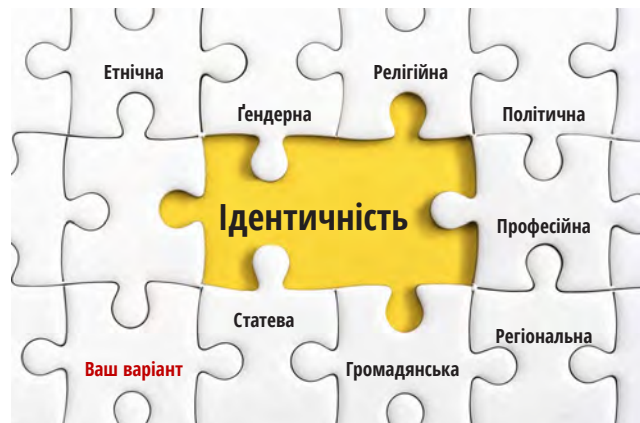 Етнічна
Релігійна
Ґендерна
Політична
Ідентичність
Професійна
Статева
Регіональна
Ваш варіант
Громадянська